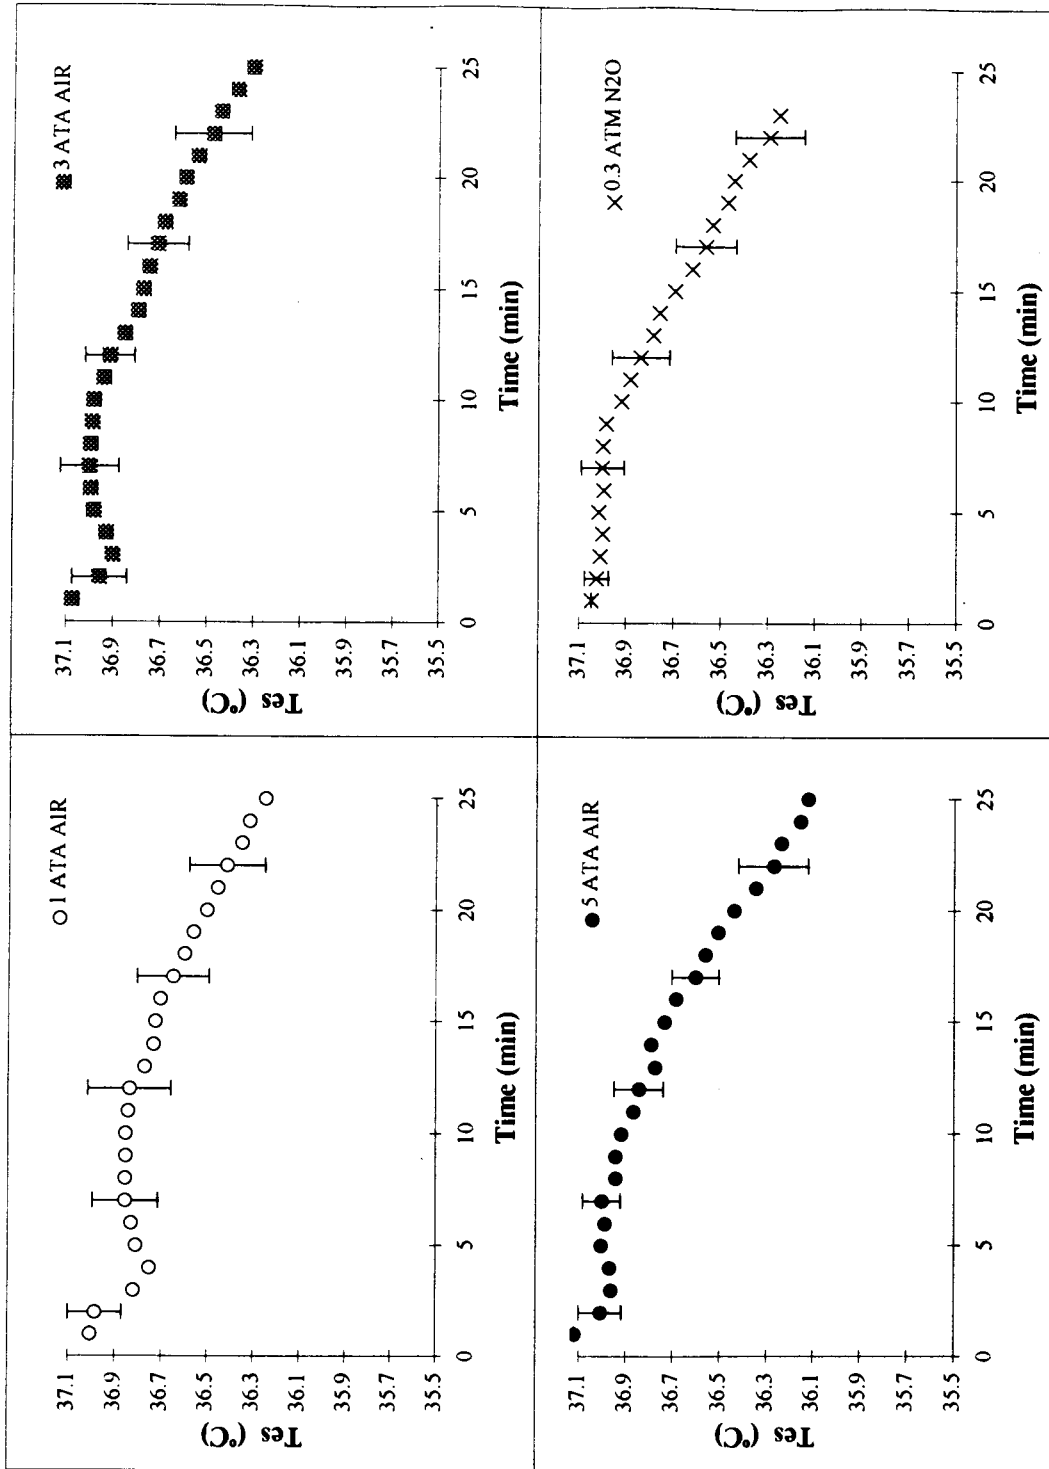 1 ATA AIR
37.1
36.9
36.7
36.5
36.3
36.1
35.9
35.7
35.5
Tes (°C)
0 5 10 15 20 25
Time (min)
3 ATA AIR
37.1
36.9
36.7
36.5
36.3
36.1
35.9
35.7
35.5
Tes (°C)
0 5 10 15 20 25
Time (min)
5 ATA AIR
37.1
36.9
36.7
36.5
36.3
36.1
35.9
35.7
35.5
Tes (°C)
0 5 10 15 20 25
Time (min)
0.3 ATM N2O
37.1
36.9
36.7
36.5
36.3
36.1
35.9
35.7
35.5
Tes (°C)
0 5 10 15 20 25
Time (min)